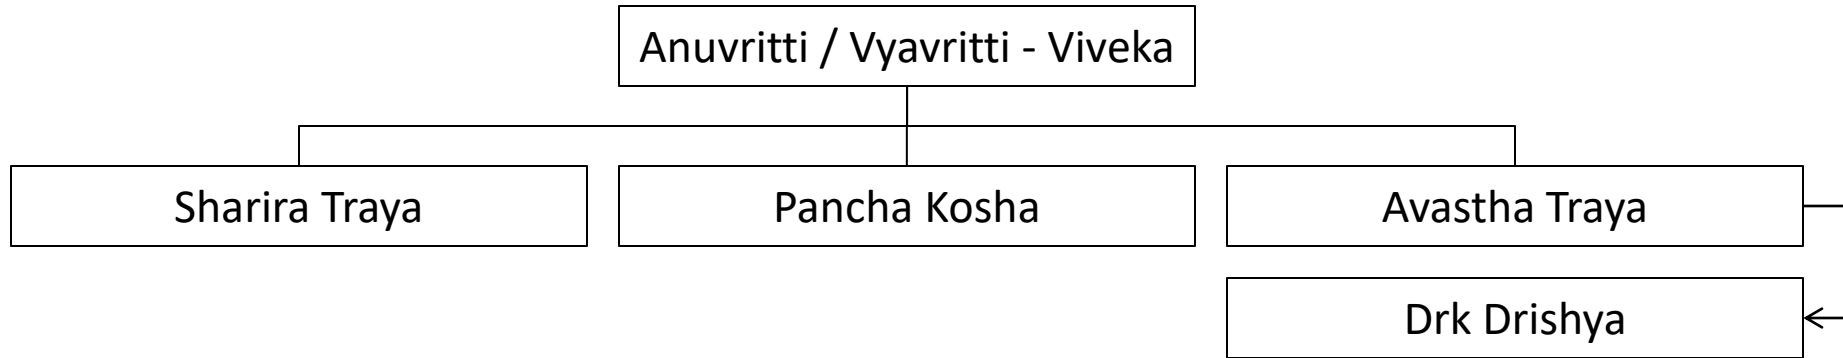 Anuvritti / Vyavritti - Viveka
Sharira Traya
Pancha Kosha
Avastha Traya
Drk Drishya